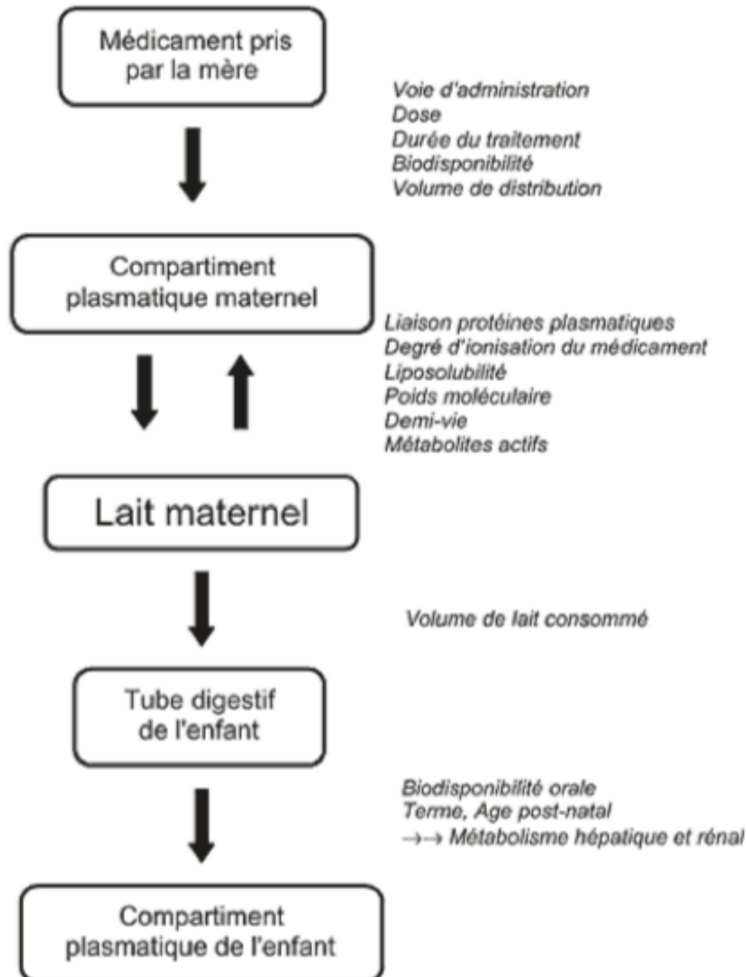 Médicament pris
par la mère
Voie d'administration
Dose
Durée du traitement
Biodisponibilité
Volume de distribution
Compartiment
plasmatique maternel
Liaison protéines plasmatiques
Degré d'ionisation du médicament
Liposolubilité
Poids moléculaire
Demi-vie
Métabolites actifs
Lait maternel
Volume de lait consommé
Tube digestif
de l'enfant
Biodisponibilité orale
Terme, Age post-natal
→→ Métabolisme hépatique et rénal
Compartiment
plasmatique de l'enfant